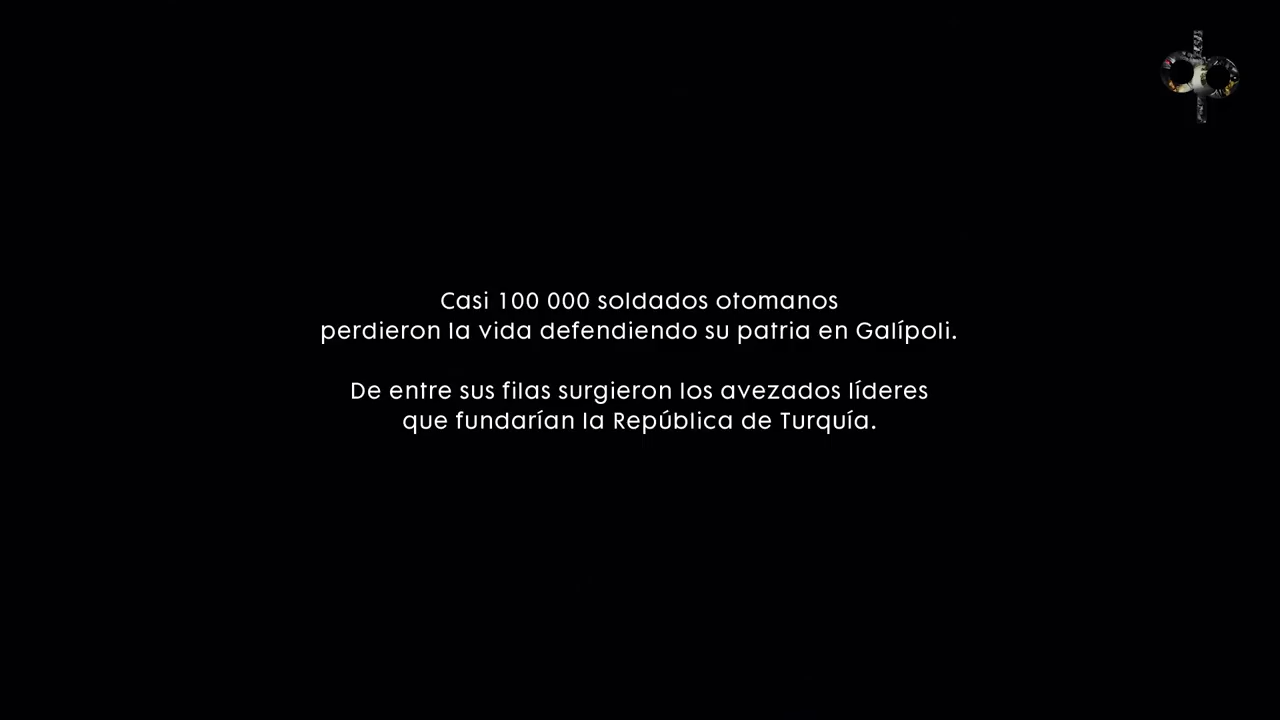 Casi 100 000 soldados otomanos
perdieron la vida defendiendo su patria en Galípoli.
De entre sus filas surgieron los avezados líderes
que fundarían la República de Turquía.